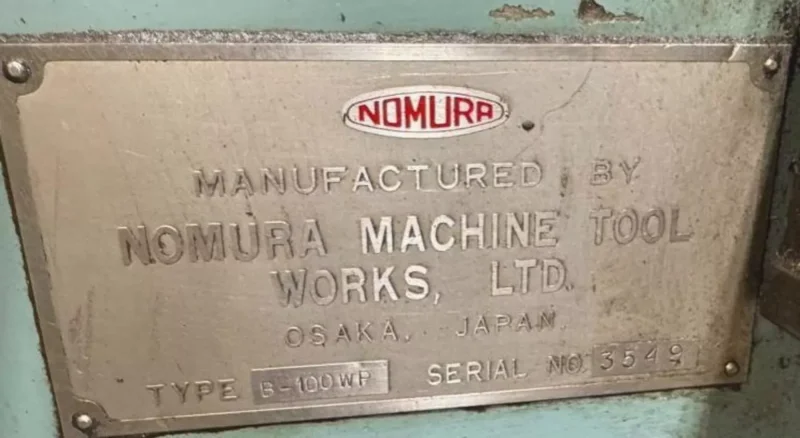 NOMURA
MANUFACTURED BY
NOMURA MACHINE TOOL
WORKS, LTD.
OSAKA, JAPAN.
TYPE B-100WP SERIAL NO. 3549